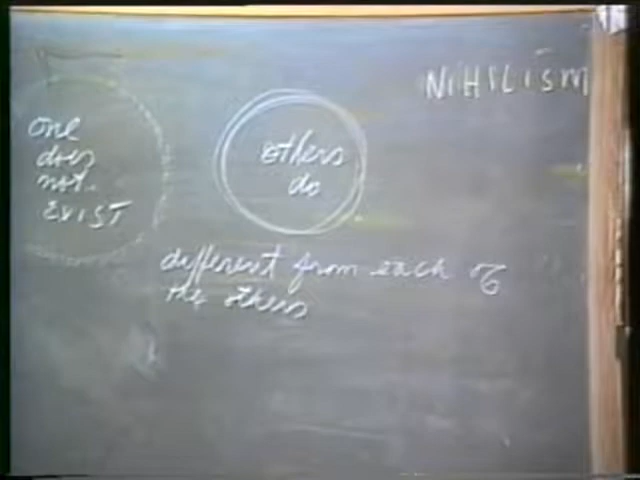 NIHILISM
one
does
not.
EXIST
others
do
different from each of
the others